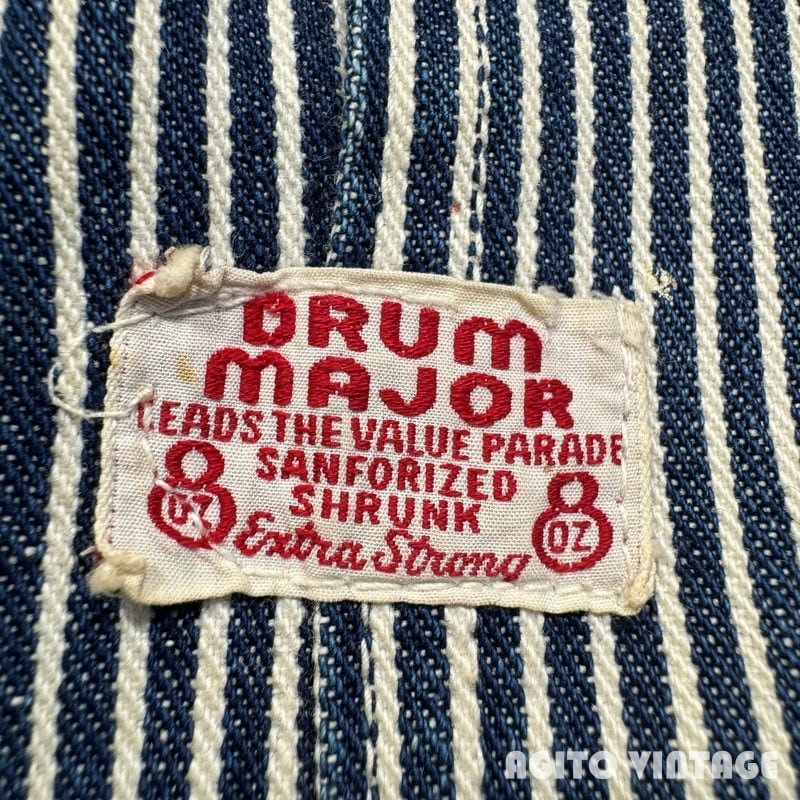 DRUM
MAJOR
LEADS THE VALUE PARADE
8 OZ SANFORIZED 8 OZ
SHRUNK
Extra Strong
AGITO VINTAGE